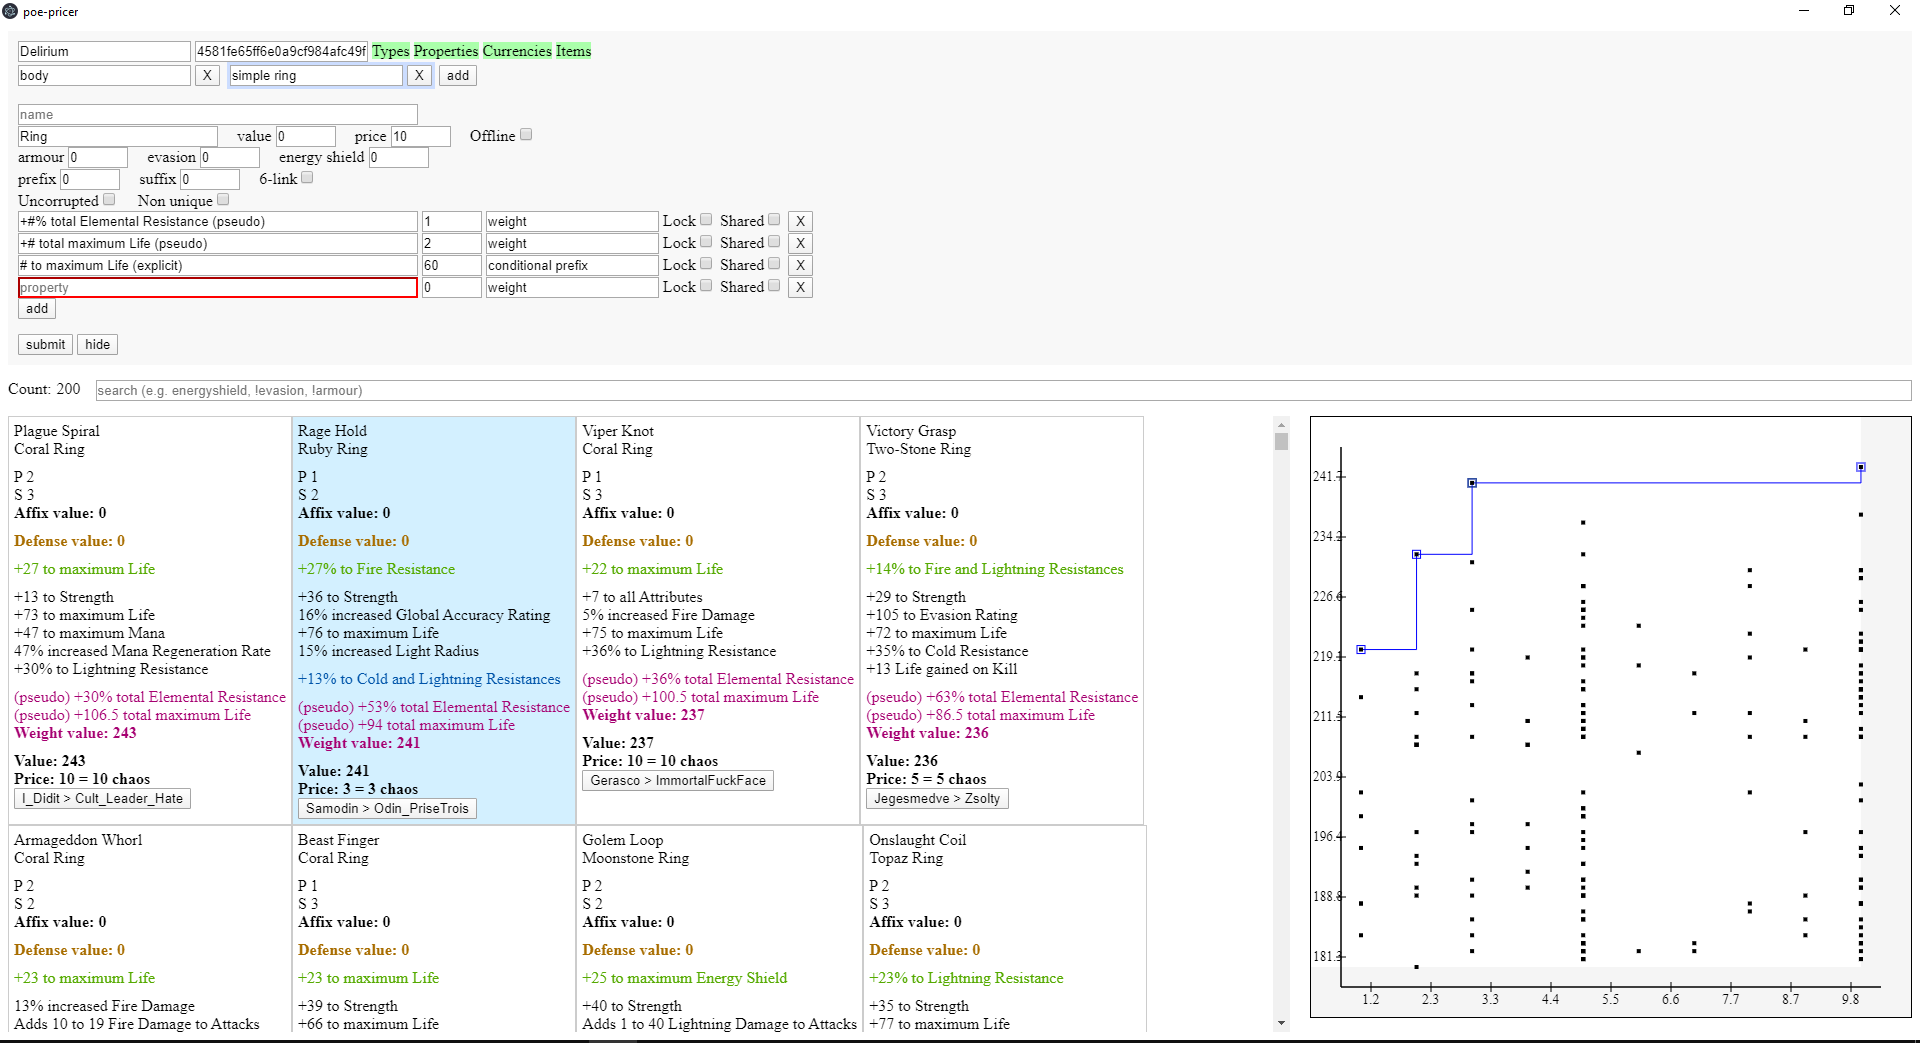 poe-pricer
Delirium 4581fe65ff6e0a9cf984afc49f Types Properties Currencies Items
body X simple ring X add
name
Ring value 0 price 10 Offline
armour 0 evasion 0 energy shield 0
prefix 0 suffix 0 6-link
Uncorrupted Non unique
+#% total Elemental Resistance (pseudo) 1 weight Lock Shared X
+# total maximum Life (pseudo) 2 weight Lock Shared X
# to maximum Life (explicit) 60 conditional prefix Lock Shared X
property 0 weight Lock Shared X
add
submit hide
Count: 200 search (e.g. energyshield, !evasion, !armour)
Plague Spiral
Coral Ring
P 2
S 3
Affix value: 0
Defense value: 0
+27 to maximum Life
+13 to Strength
+73 to maximum Life
+47 to maximum Mana
47% increased Mana Regeneration Rate
+30% to Lightning Resistance
(pseudo) +30% total Elemental Resistance
(pseudo) +106.5 total maximum Life
Weight value: 243
Value: 243
Price: 10 = 10 chaos
I_Didit > Cult_Leader_Hate
Rage Hold
Ruby Ring
P 1
S 2
Affix value: 0
Defense value: 0
+27% to Fire Resistance
+36 to Strength
16% increased Global Accuracy Rating
+76 to maximum Life
15% increased Light Radius
+13% to Cold and Lightning Resistances
(pseudo) +53% total Elemental Resistance
(pseudo) +94 total maximum Life
Weight value: 241
Value: 241
Price: 3 = 3 chaos
Samodin > Odin_PriseTrois
Viper Knot
Coral Ring
P 1
S 3
Affix value: 0
Defense value: 0
+22 to maximum Life
+7 to all Attributes
5% increased Fire Damage
+75 to maximum Life
+36% to Lightning Resistance
(pseudo) +36% total Elemental Resistance
(pseudo) +100.5 total maximum Life
Weight value: 237
Value: 237
Price: 10 = 10 chaos
Gerasco > ImmortalFuckFace
Victory Grasp
Two-Stone Ring
P 2
S 3
Affix value: 0
Defense value: 0
+14% to Fire and Lightning Resistances
+29 to Strength
+105 to Evasion Rating
+72 to maximum Life
+35% to Cold Resistance
+13 Life gained on Kill
(pseudo) +63% total Elemental Resistance
(pseudo) +86.5 total maximum Life
Weight value: 236
Value: 236
Price: 5 = 5 chaos
Jegesmedve > Zsolty
Armageddon Whorl
Coral Ring
P 2
S 2
Affix value: 0
Defense value: 0
+23 to maximum Life
13% increased Fire Damage
Adds 10 to 19 Fire Damage to Attacks
Beast Finger
Coral Ring
P 1
S 3
Affix value: 0
Defense value: 0
+23 to maximum Life
+39 to Strength
+66 to maximum Life
Golem Loop
Moonstone Ring
P 2
S 2
Affix value: 0
Defense value: 0
+25 to maximum Energy Shield
+40 to Strength
Adds 1 to 40 Lightning Damage to Attacks
Onslaught Coil
Topaz Ring
P 2
S 3
Affix value: 0
Defense value: 0
+23% to Lightning Resistance
+35 to Strength
+77 to maximum Life
241.
234.
226.
219.
211.
203.
196.
188.
181.
1.2 2.3 3.3 4.4 5.5 6.6 7.7 8.7 9.8